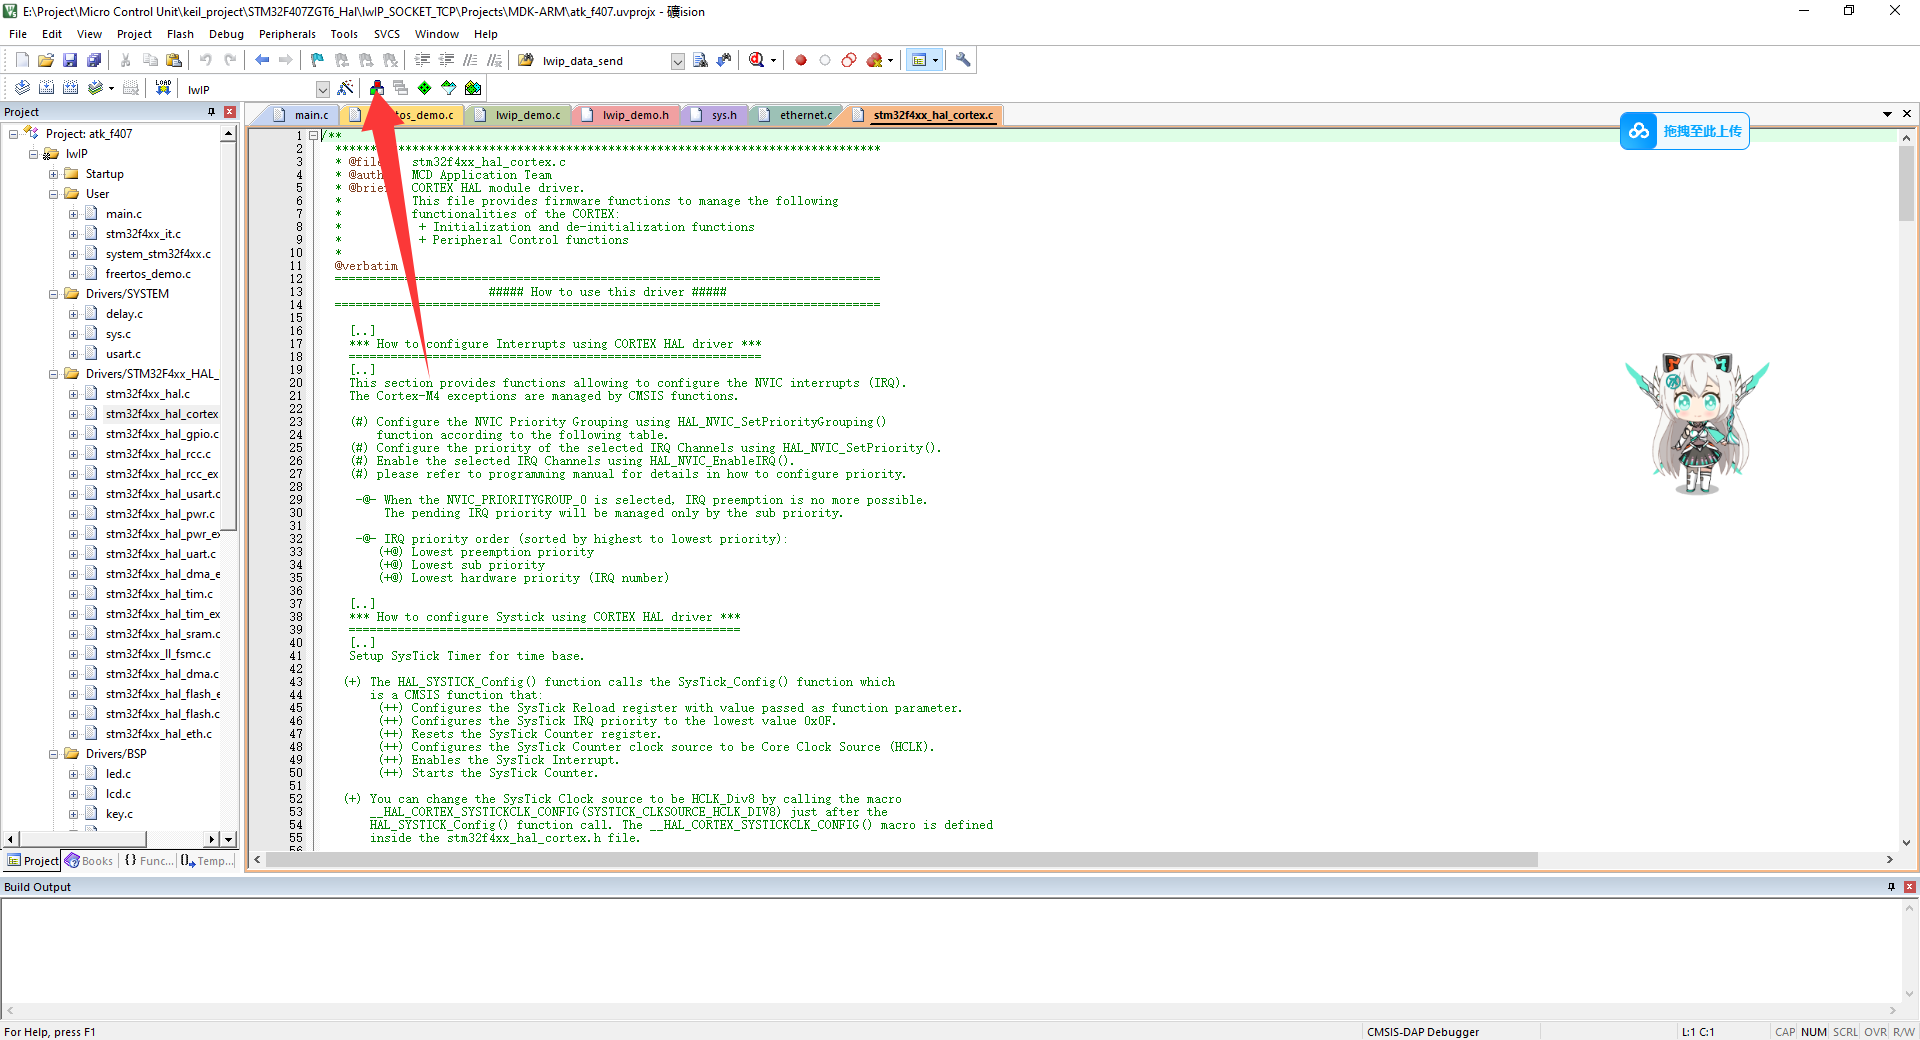 E:\Project\Micro Control Unit\keil_project\STM32F407ZGT6_Hal\lwIP_SOCKET_TCP\Projects\MDK-ARM\atk_f407.uvprojx - 礦ision
File Edit View Project Flash Debug Peripherals Tools SVCS Window Help
lwip_data_send
LOAD
lwIP
Project
main.c
tos_demo.c
lwip_demo.c
lwip_demo.h
sys.h
ethernet.c
stm32f4xx_hal_cortex.c
拖拽至此上传
Project: atk_f407
lwIP
Startup
User
main.c
stm32f4xx_it.c
system_stm32f4xx.c
freertos_demo.c
Drivers/SYSTEM
delay.c
sys.c
usart.c
Drivers/STM32F4xx_HAL_
stm32f4xx_hal.c
stm32f4xx_hal_cortex
stm32f4xx_hal_gpio.c
stm32f4xx_hal_rcc.c
stm32f4xx_hal_rcc_ex
stm32f4xx_hal_usart.c
stm32f4xx_hal_pwr.c
stm32f4xx_hal_pwr_ex
stm32f4xx_hal_uart.c
stm32f4xx_hal_dma_e
stm32f4xx_hal_tim.c
stm32f4xx_hal_tim_ex
stm32f4xx_hal_sram.c
stm32f4xx_ll_fsmc.c
stm32f4xx_hal_dma.c
stm32f4xx_hal_flash_e
stm32f4xx_hal_flash.c
stm32f4xx_hal_eth.c
Drivers/BSP
led.c
lcd.c
key.c
Project Books {} Func... Temp...
1 /**
2 ******************************************************************************
3 * @file stm32f4xx_hal_cortex.c
4 * @auth MCD Application Team
5 * @brie CORTEX HAL module driver.
6 * This file provides firmware functions to manage the following
7 * functionalities of the CORTEX:
8 * + Initialization and de-initialization functions
9 * + Peripheral Control functions
10 *
11 @verbatim
12 ==============================================================================
13 ##### How to use this driver #####
14 ==============================================================================
15
16 [..]
17 *** How to configure Interrupts using CORTEX HAL driver ***
18 ===========================================================
19 [..]
20 This section provides functions allowing to configure the NVIC interrupts (IRQ).
21 The Cortex-M4 exceptions are managed by CMSIS functions.
22
23 (#) Configure the NVIC Priority Grouping using HAL_NVIC_SetPriorityGrouping()
24 function according to the following table.
25 (#) Configure the priority of the selected IRQ Channels using HAL_NVIC_SetPriority().
26 (#) Enable the selected IRQ Channels using HAL_NVIC_EnableIRQ().
27 (#) please refer to programming manual for details in how to configure priority.
28
29 -@- When the NVIC_PRIORITYGROUP_0 is selected, IRQ preemption is no more possible.
30 The pending IRQ priority will be managed only by the sub priority.
31
32 -@- IRQ priority order (sorted by highest to lowest priority):
33 (+@) Lowest preemption priority
34 (+@) Lowest sub priority
35 (+@) Lowest hardware priority (IRQ number)
36
37 [..]
38 *** How to configure Systick using CORTEX HAL driver ***
39 ========================================================
40 [..]
41 Setup SysTick Timer for time base.
42
43 (+) The HAL_SYSTICK_Config() function calls the SysTick_Config() function which
44 is a CMSIS function that:
45 (++) Configures the SysTick Reload register with value passed as function parameter.
46 (++) Configures the SysTick IRQ priority to the lowest value 0x0F.
47 (++) Resets the SysTick Counter register.
48 (++) Configures the SysTick Counter clock source to be Core Clock Source (HCLK).
49 (++) Enables the SysTick Interrupt.
50 (++) Starts the SysTick Counter.
51
52 (+) You can change the SysTick Clock source to be HCLK_Div8 by calling the macro
53 __HAL_CORTEX_SYSTICKCLK_CONFIG(SYSTICK_CLKSOURCE_HCLK_DIV8) just after the
54 HAL_SYSTICK_Config() function call. The __HAL_CORTEX_SYSTICKCLK_CONFIG() macro is defined
55 inside the stm32f4xx_hal_cortex.h file.
56
Build Output
For Help, press F1
CMSIS-DAP Debugger
L:1 C:1
CAP NUM SCRL OVR R/W